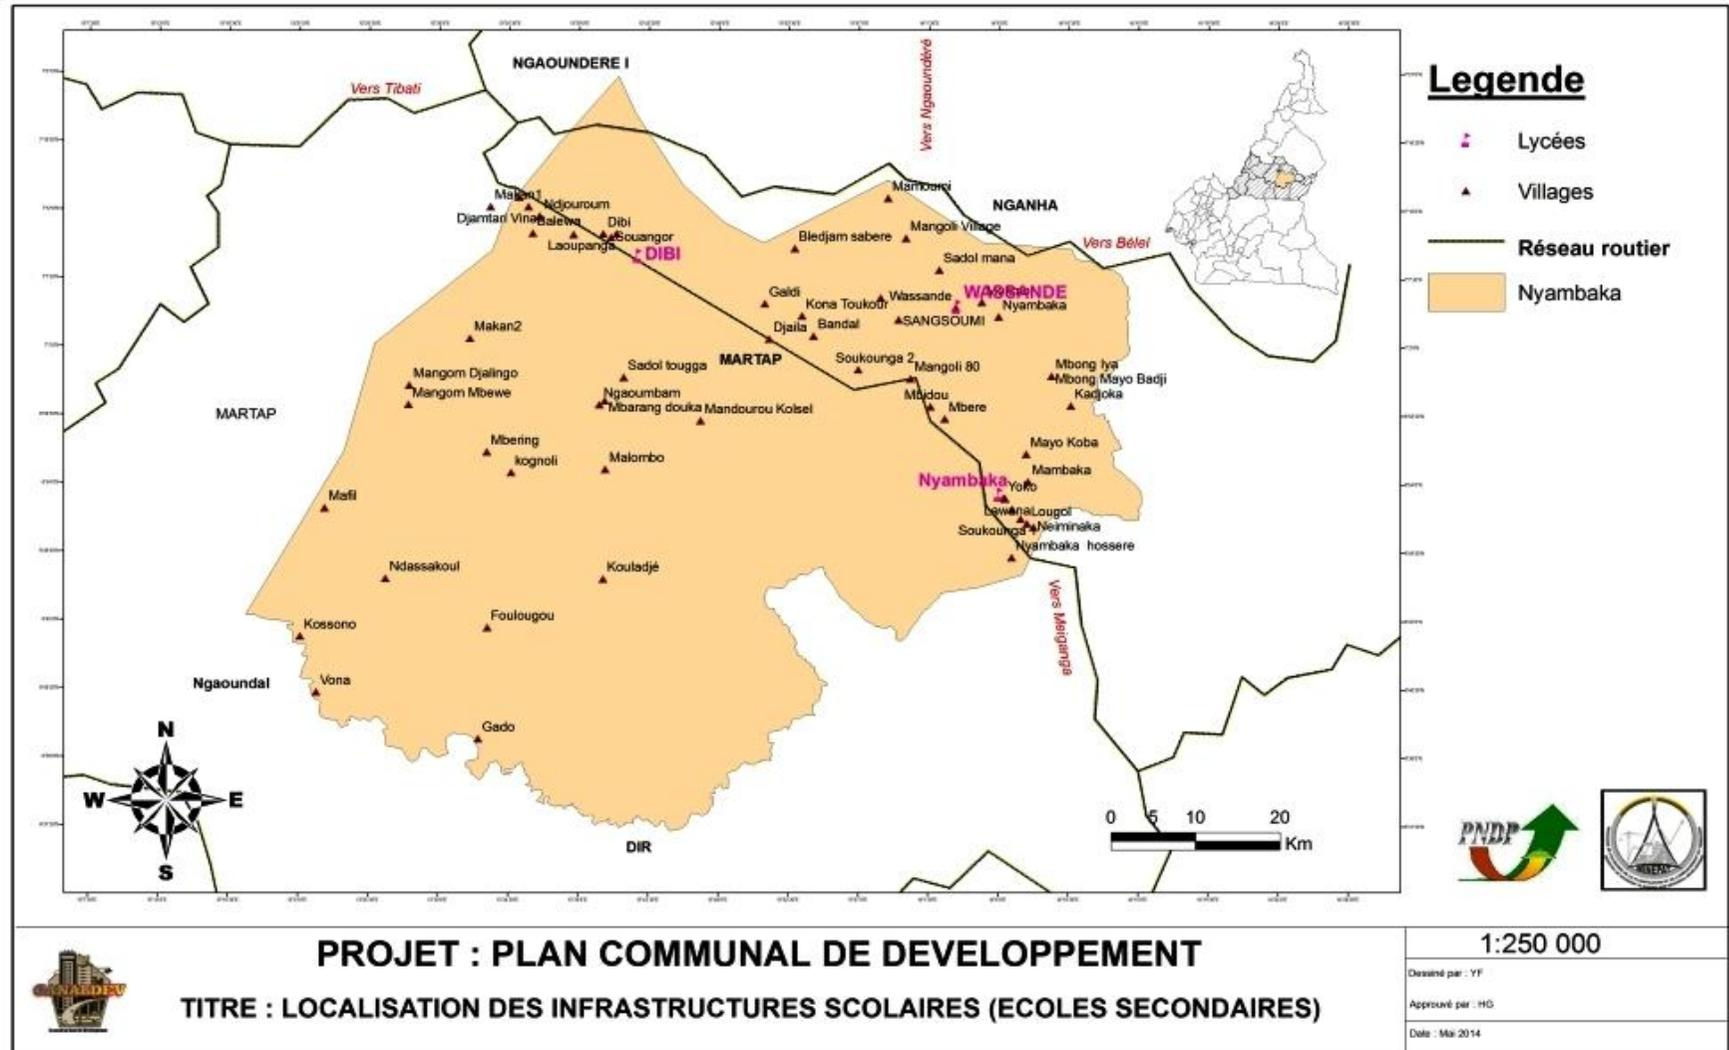 NGAOUNDERE I
Vers Tibati
Vers Ngaoundéré
Legende
Lycées
Villages
Réseau routier
Nyambaka
Makan1
Ndjouroum
Mamoumi
NGANHA
Djamtari Vina
Balewa
Dibi
Souangor
Laoupanga
DIBI
Bledjam sabere
Mangoli Village
Vers Bélel
Sadol mana
Galdi
Kona Toukour
Wassande
WASSANDE
Nyambaka
SANGSOUMI
Djaila
Bandal
Makan2
MARTAP
Soukounga 2
Mangoli 80
Mbong Iya
Mbong Mayo Badji
Kadjoka
Mangom Djalingo
Mangom Mbewe
Sadol tougga
Ngaoumbam
Mbarang douka
Mandourou Kolsel
Mbidou
Mbere
MARTAP
Mbering
kognoli
Malombo
Mayo Koba
Mambaka
Nyambaka
Yoko
Mafil
Lougol
Soukounga 1
Neiminaka
Nyambaka hossere
Ndassakoul
Kouladjé
Foulougou
Kossono
Vers Meiganga
Ngaoundal
Vona
Gado
N
W
E
S
DIR
0 5 10 20
Km
PNDP
MINEPAT
PROJET : PLAN COMMUNAL DE DEVELOPPEMENT
TITRE : LOCALISATION DES INFRASTRUCTURES SCOLAIRES (ECOLES SECONDAIRES)
1:250 000
Dessiné par : YF
Approuvé par : HG
Date : Mai 2014